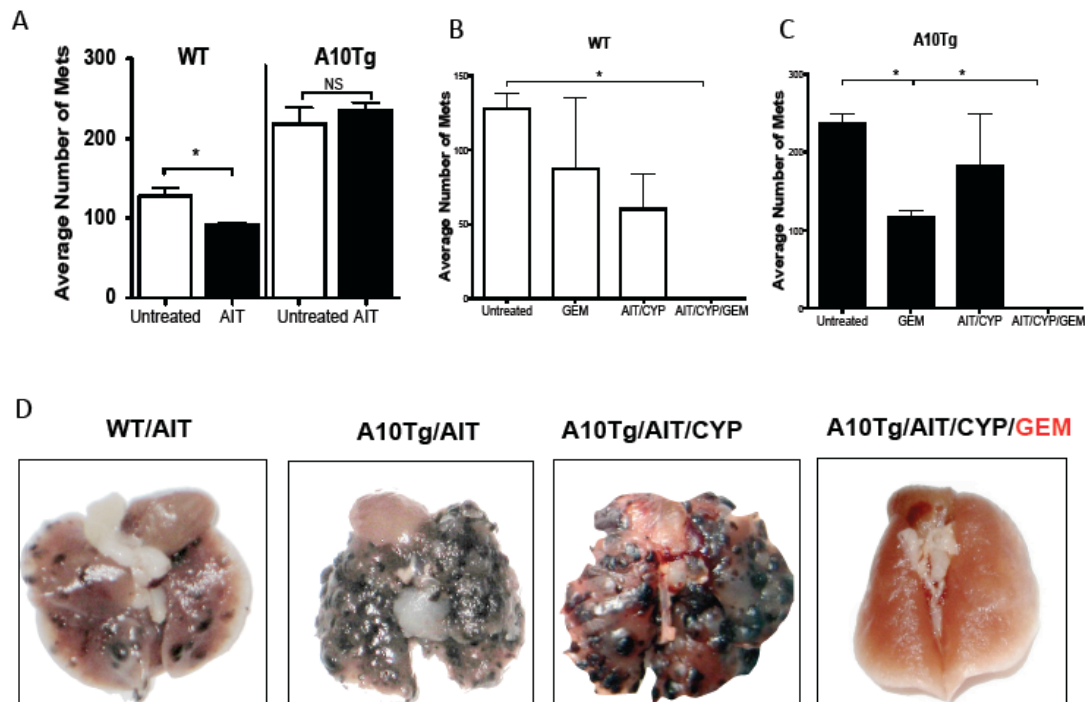 A
WT
A10Tg
Average Number of Mets
300
200
100
0
*
NS
Untreated
AIT
Untreated
AIT
B
WT
Average Number of Mets
150
100
50
0
*
Untreated
GEM
AIT/CYP
AIT/CYP/GEM
C
A10Tg
Average Number of Mets
300
200
100
0
*
*
Untreated
GEM
AIT/CYP
AIT/CYP/GEM
D
WT/AIT
A10Tg/AIT
A10Tg/AIT/CYP
A10Tg/AIT/CYP/GEM